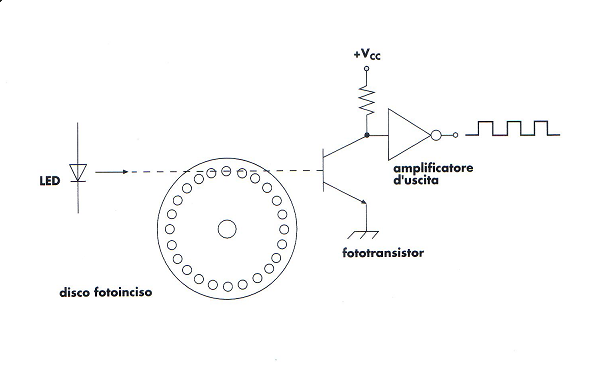 +Vcc
amplificatore
d'uscita
LED
fototransistor
disco fotoinciso